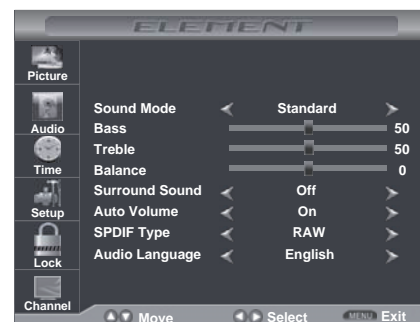 ELEMENT
Picture
Audio
Time
Setup
Lock
Channel
Sound Mode Standard
Bass 50
Treble 50
Balance 0
Surround Sound Off
Auto Volume On
SPDIF Type RAW
Audio Language English
Move Select MENU Exit